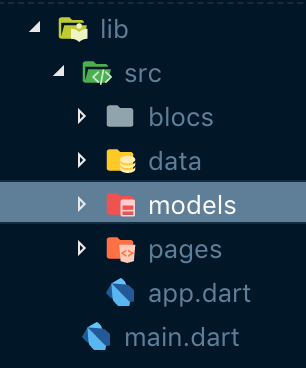 lib
src
blocs
data
models
pages
app.dart
main.dart